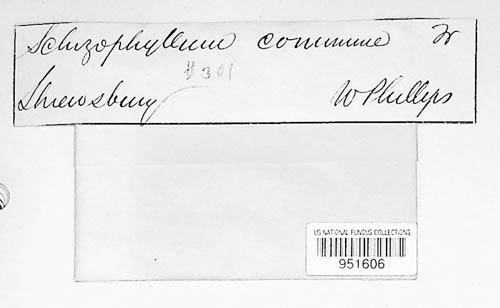 Schizophyllum commune Fr
# 301
Shrewsbury W Phillips
US NATIONAL FUNGUS COLLECTIONS
951606